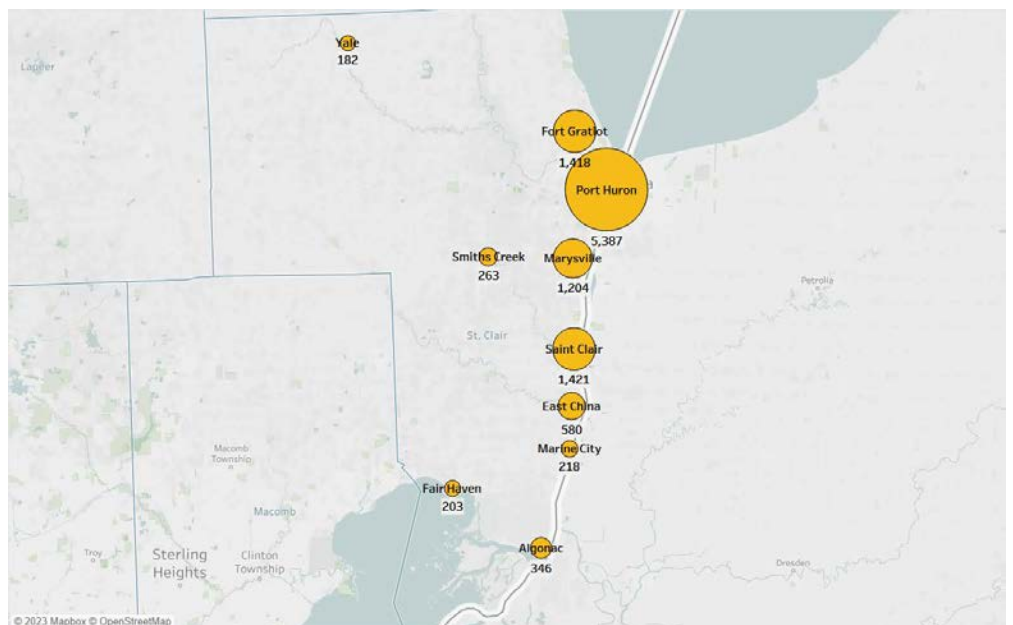 Yale
182
Lapeer
Fort Gratiot
1,418
Port Huron
5,387
Smiths Creek
263
Marysville
1,204
Petrolia
St. Clair
Saint Clair
1,421
East China
580
Marine City
218
Macomb
Township
Fair Haven
203
Macomb
Algonac
346
Troy
Sterling
Heights
Clinton
Township
Dresden
© 2023 Mapbox © OpenStreetMap